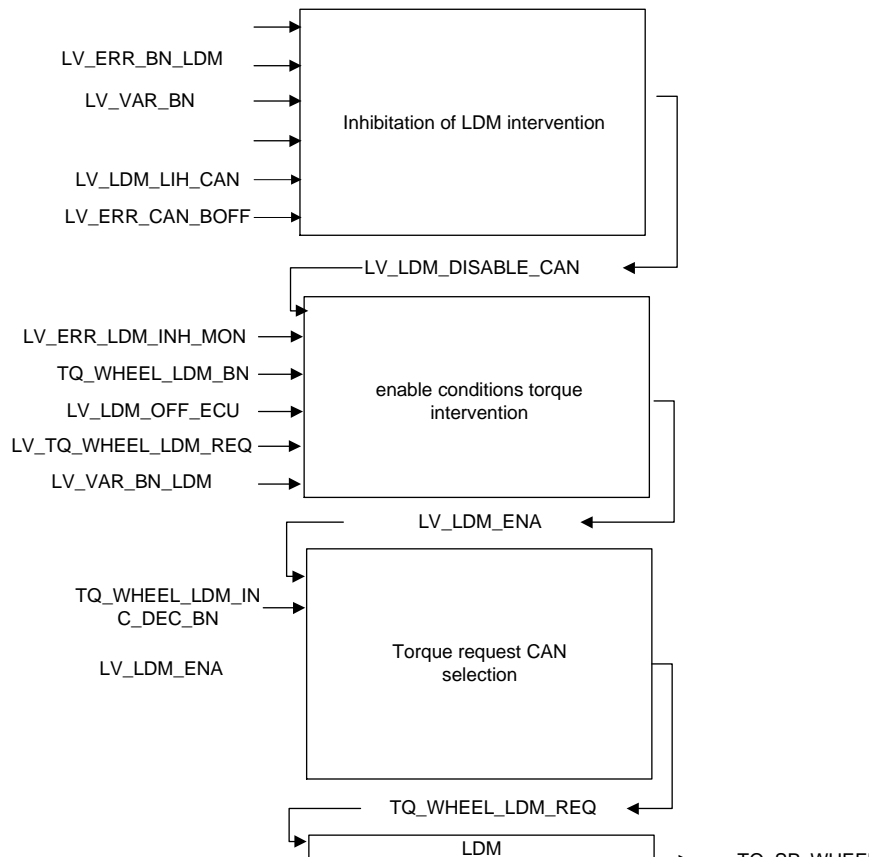 LV_ERR_BN_LDM
LV_VAR_BN
Inhibitation of LDM intervention
LV_LDM_LIH_CAN
LV_ERR_CAN_BOFF
LV_LDM_DISABLE_CAN
LV_ERR_LDM_INH_MON
TQ_WHEEL_LDM_BN
LV_LDM_OFF_ECU
LV_TQ_WHEEL_LDM_REQ
LV_VAR_BN_LDM
enable conditions torque
intervention
LV_LDM_ENA
TQ_WHEEL_LDM_IN
C_DEC_BN
LV_LDM_ENA
Torque request CAN
selection
TQ_WHEEL_LDM_REQ
LDM